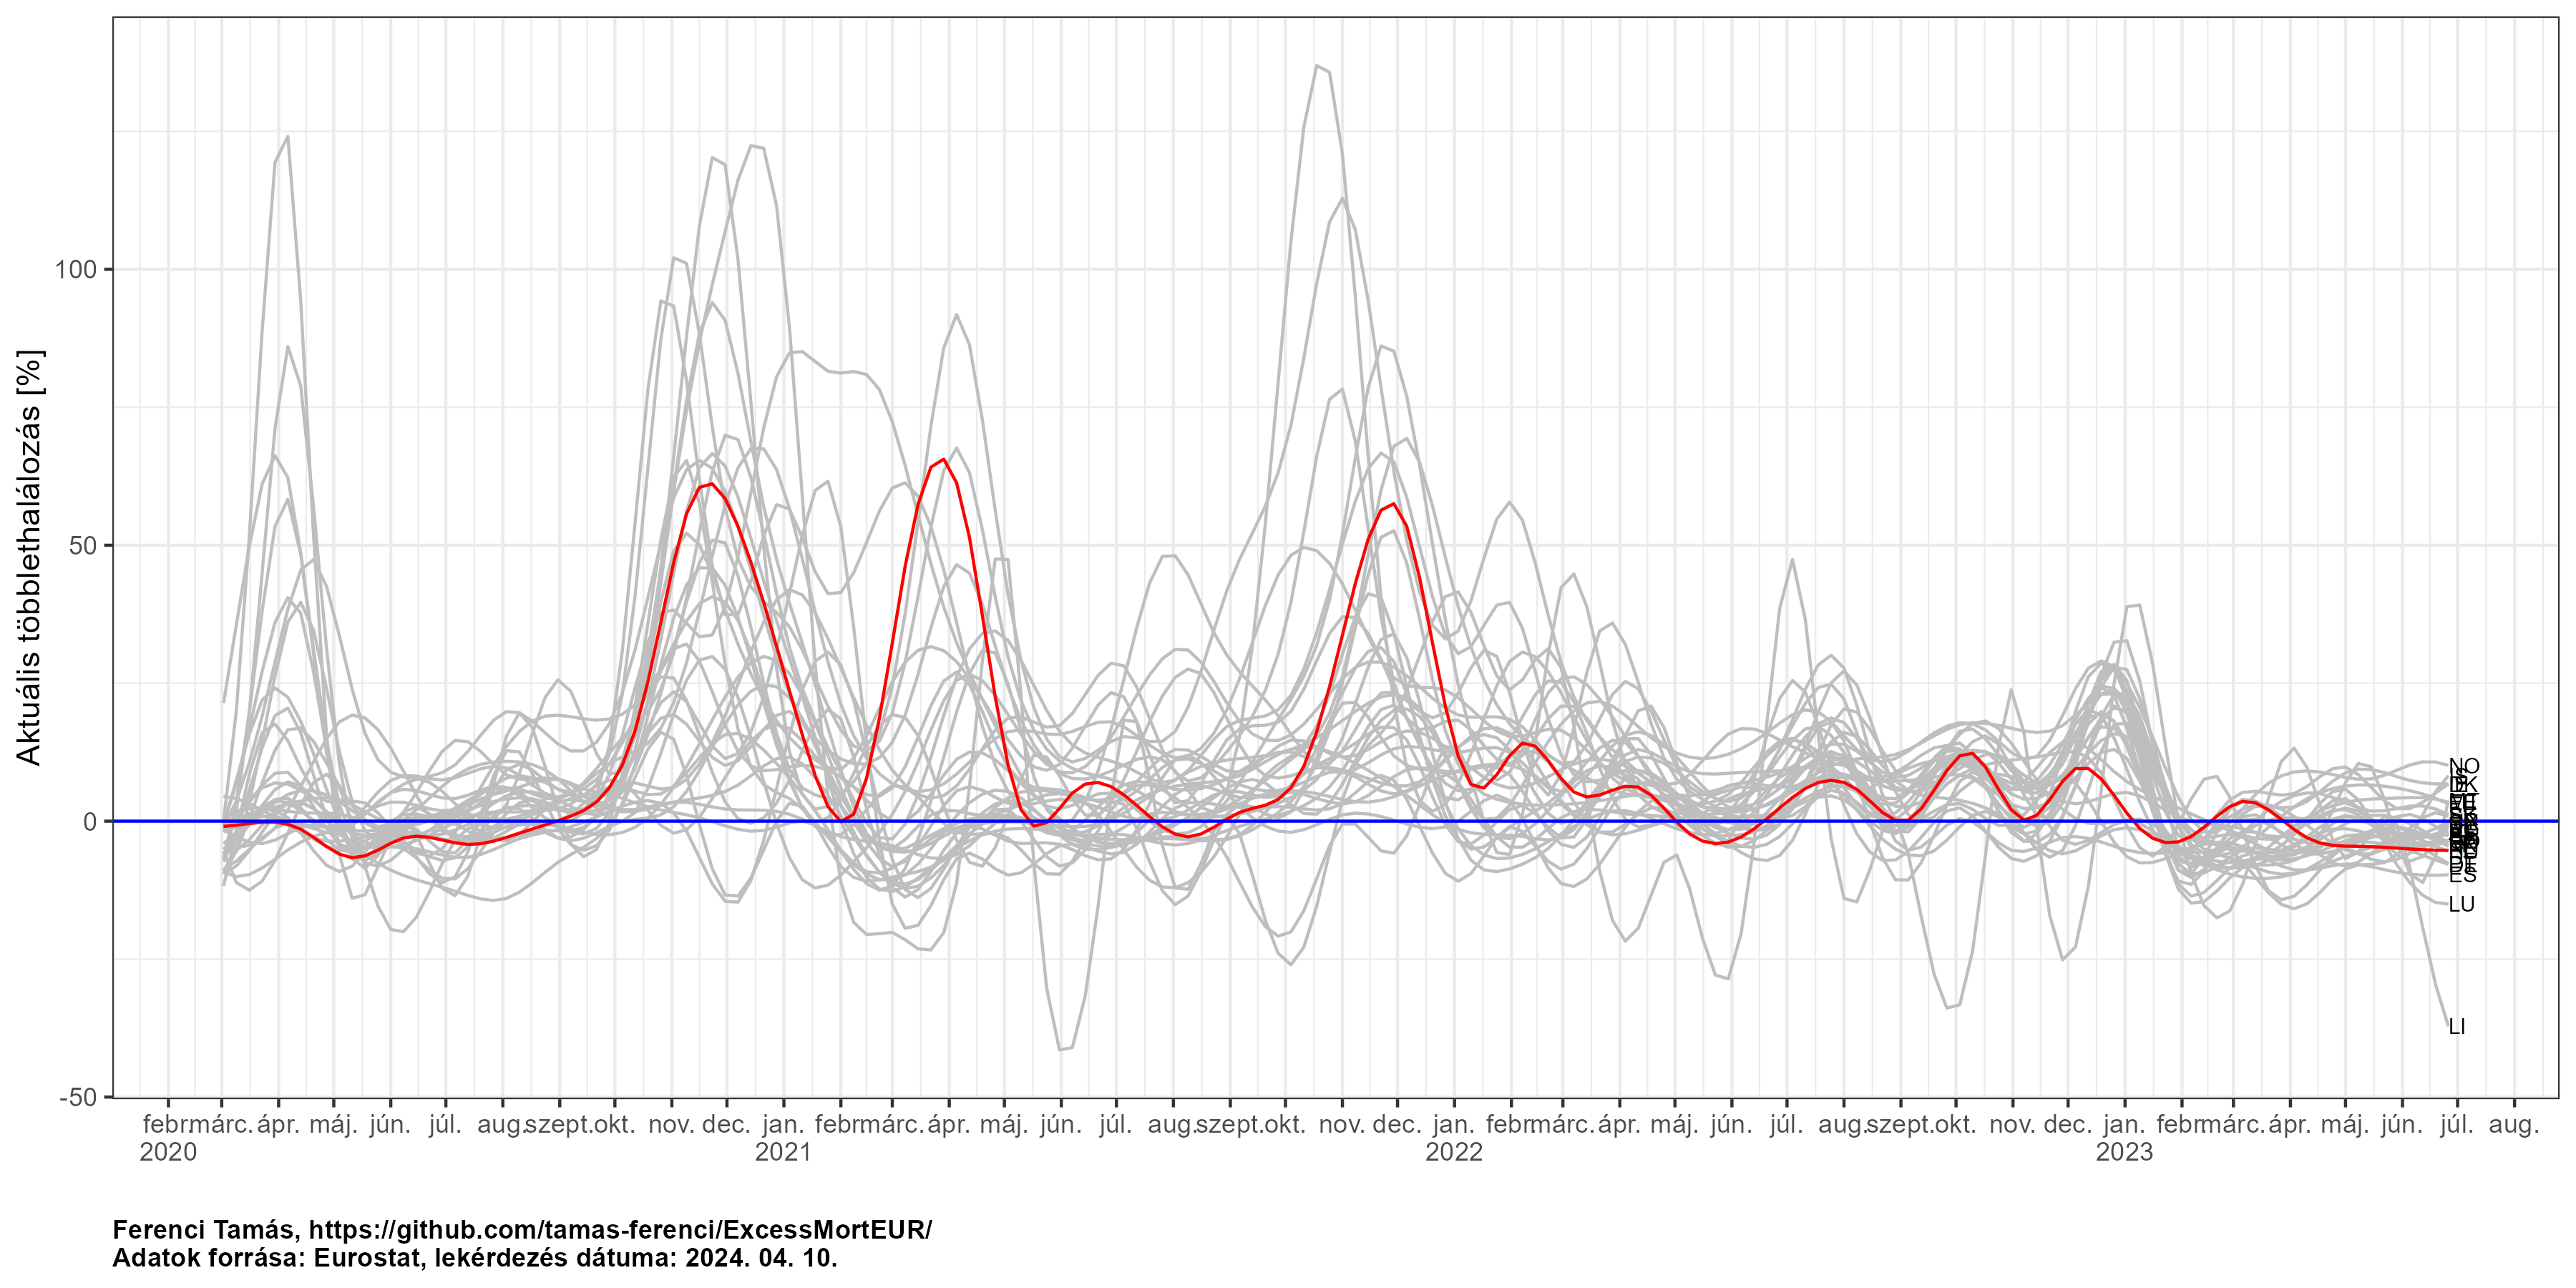 Aktuális többlethalálozás [%]
100
50
0
-50
NO
LU
ES
LI
febr. márc. ápr. máj. jún. júl. aug. szept. okt. nov. dec. jan. febr. márc. ápr. máj. jún. júl. aug. szept. okt. nov. dec. jan. febr. márc. ápr. máj. jún. júl. aug. szept. okt. nov. dec. jan. febr. márc. ápr. máj. jún. júl. aug.
2020 2021 2022 2023
Ferenci Tamás, https://github.com/tamas-ferenci/ExcessMortEUR/
Adatok forrása: Eurostat, lekérdezés dátuma: 2024. 04. 10.